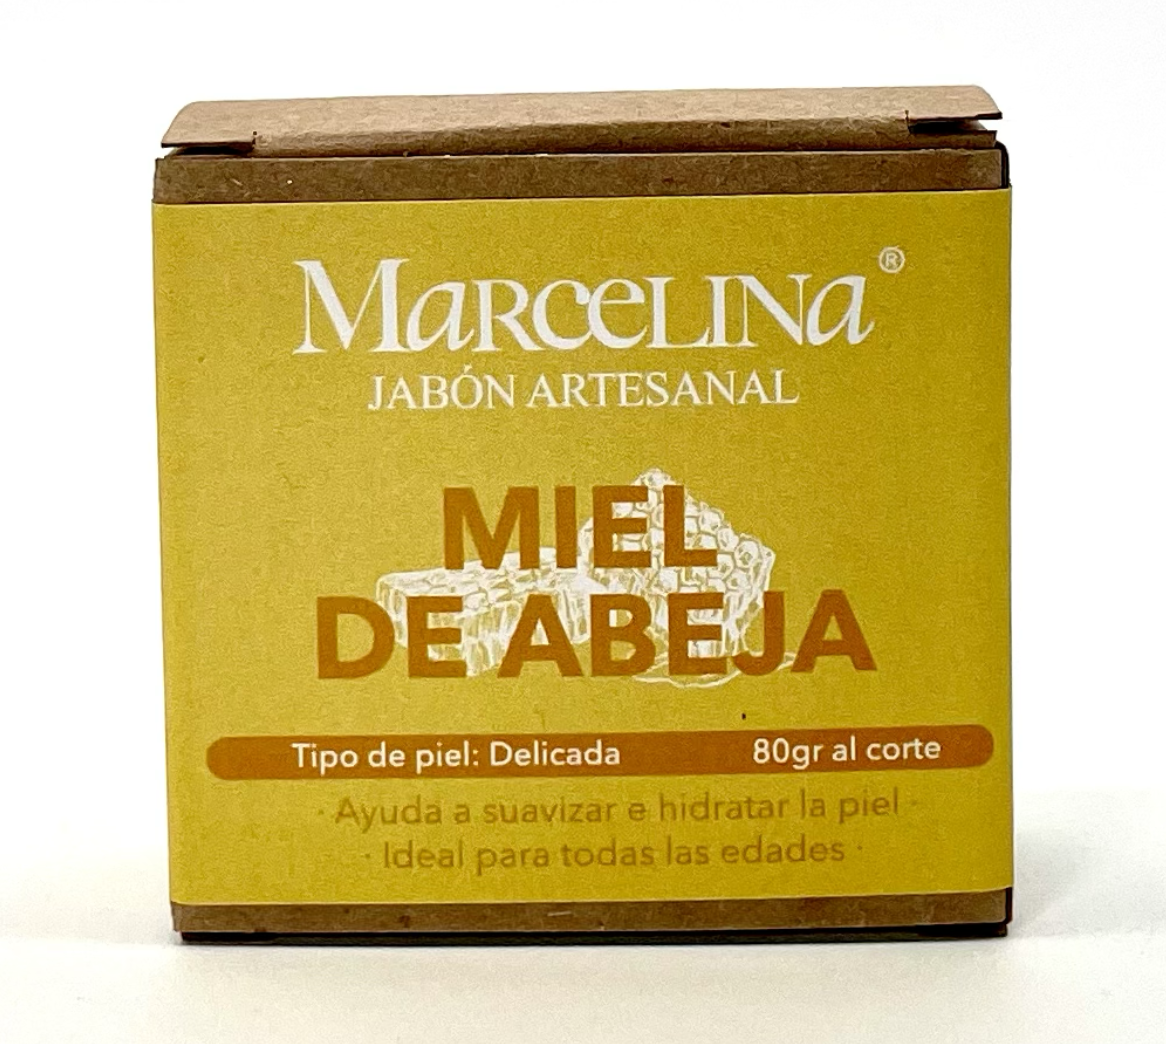 MaRCeLINa®
JABÓN ARTESANAL
MIEL
DE ABEJA
Tipo de piel: Delicada 80gr al corte
· Ayuda a suavizar e hidratar la piel ·
· Ideal para todas las edades ·